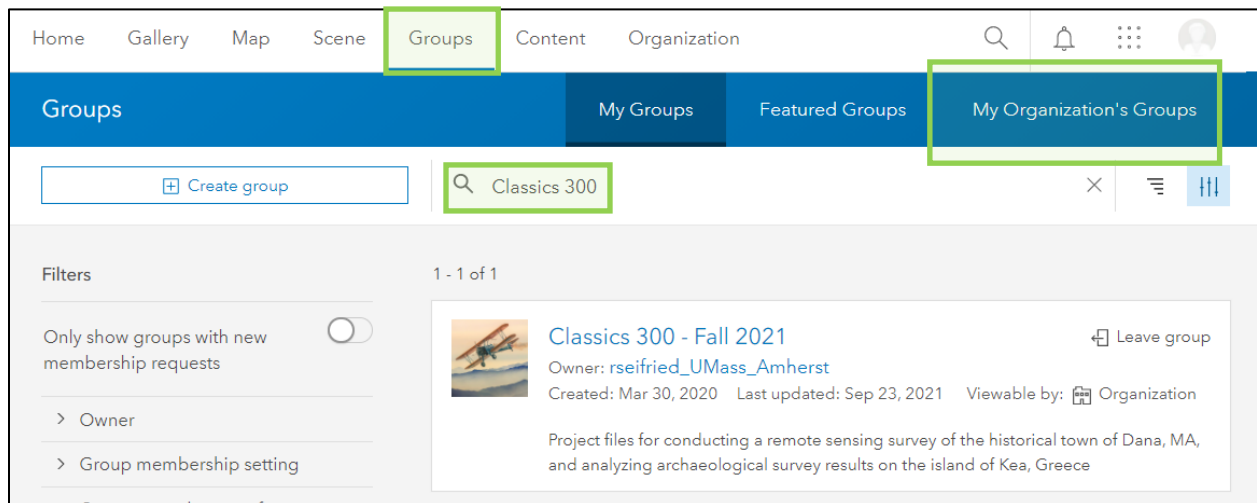 Home Gallery Map Scene Groups Content Organization
Groups My Groups Featured Groups My Organization's Groups
Create group Classics 300
Filters
1 - 1 of 1
Only show groups with new
membership requests
Classics 300 - Fall 2021 Leave group
Owner: rseifried_UMass_Amherst
Created: Mar 30, 2020 Last updated: Sep 23, 2021 Viewable by: Organization
Project files for conducting a remote sensing survey of the historical town of Dana, MA,
and analyzing archaeological survey results on the island of Kea, Greece
Owner
Group membership setting